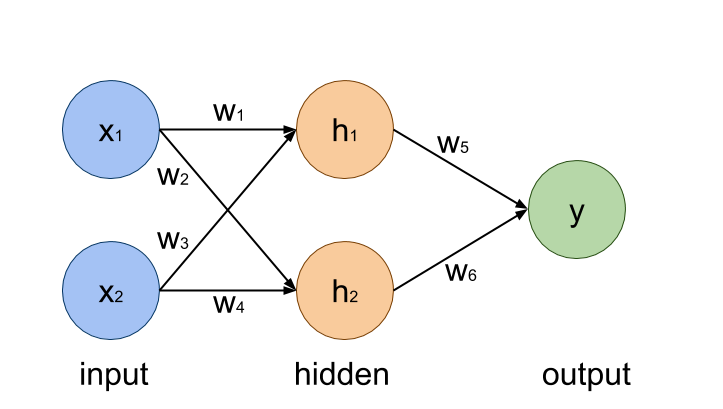 w₁
x₁
h₁
w₅
w₂
y
w₃
w₆
x₂
h₂
w₄
input
hidden
output